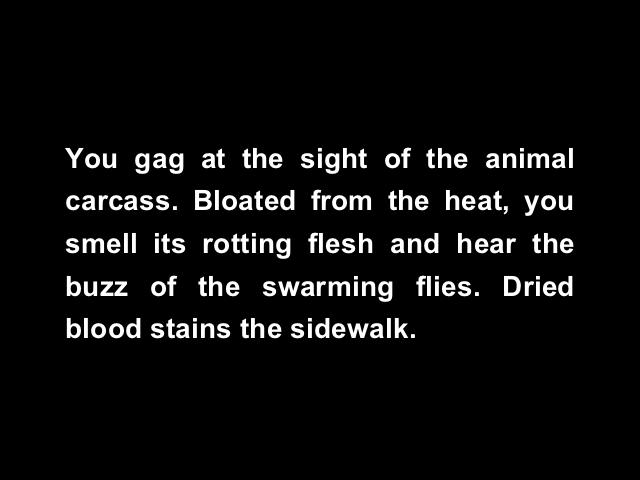 You gag at the sight of the animal
carcass. Bloated from the heat, you
smell its rotting flesh and hear the
buzz of the swarming flies. Dried
blood stains the sidewalk.